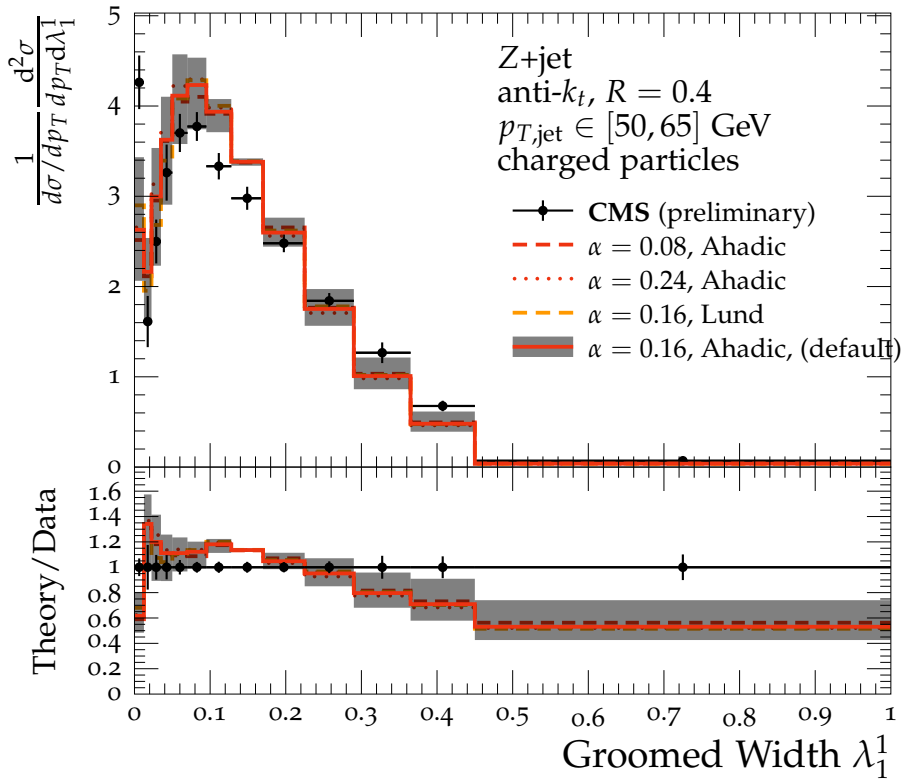 1/(dσ/dp_T) d²σ/(dp_T dλ₁¹)
5
4
3
2
1
0
Z+jet
anti-k_t, R = 0.4
p_T,jet ∈ [50, 65] GeV
charged particles
CMS (preliminary)
α = 0.08, Ahadic
α = 0.24, Ahadic
α = 0.16, Lund
α = 0.16, Ahadic, (default)
Theory/Data
1.6
1.4
1.2
1.0
0.8
0.6
0.4
0.2
0
0 0.1 0.2 0.3 0.4 0.5 0.6 0.7 0.8 0.9 1
Groomed Width λ₁¹